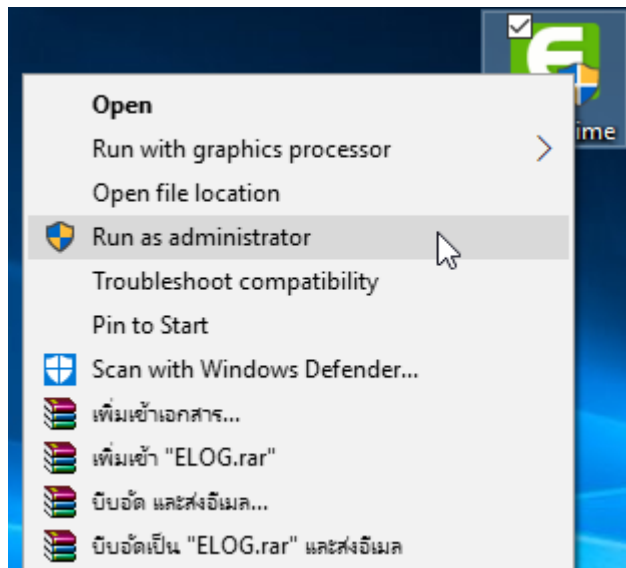 ime
Open
Run with graphics processor
Open file location
Run as administrator
Troubleshoot compatibility
Pin to Start
Scan with Windows Defender...
เพิ่มเข้าเอกสาร...
เพิ่มเข้า "ELOG.rar"
บีบอัด และส่งอีเมล...
บีบอัดเป็น "ELOG.rar" และส่งอีเมล